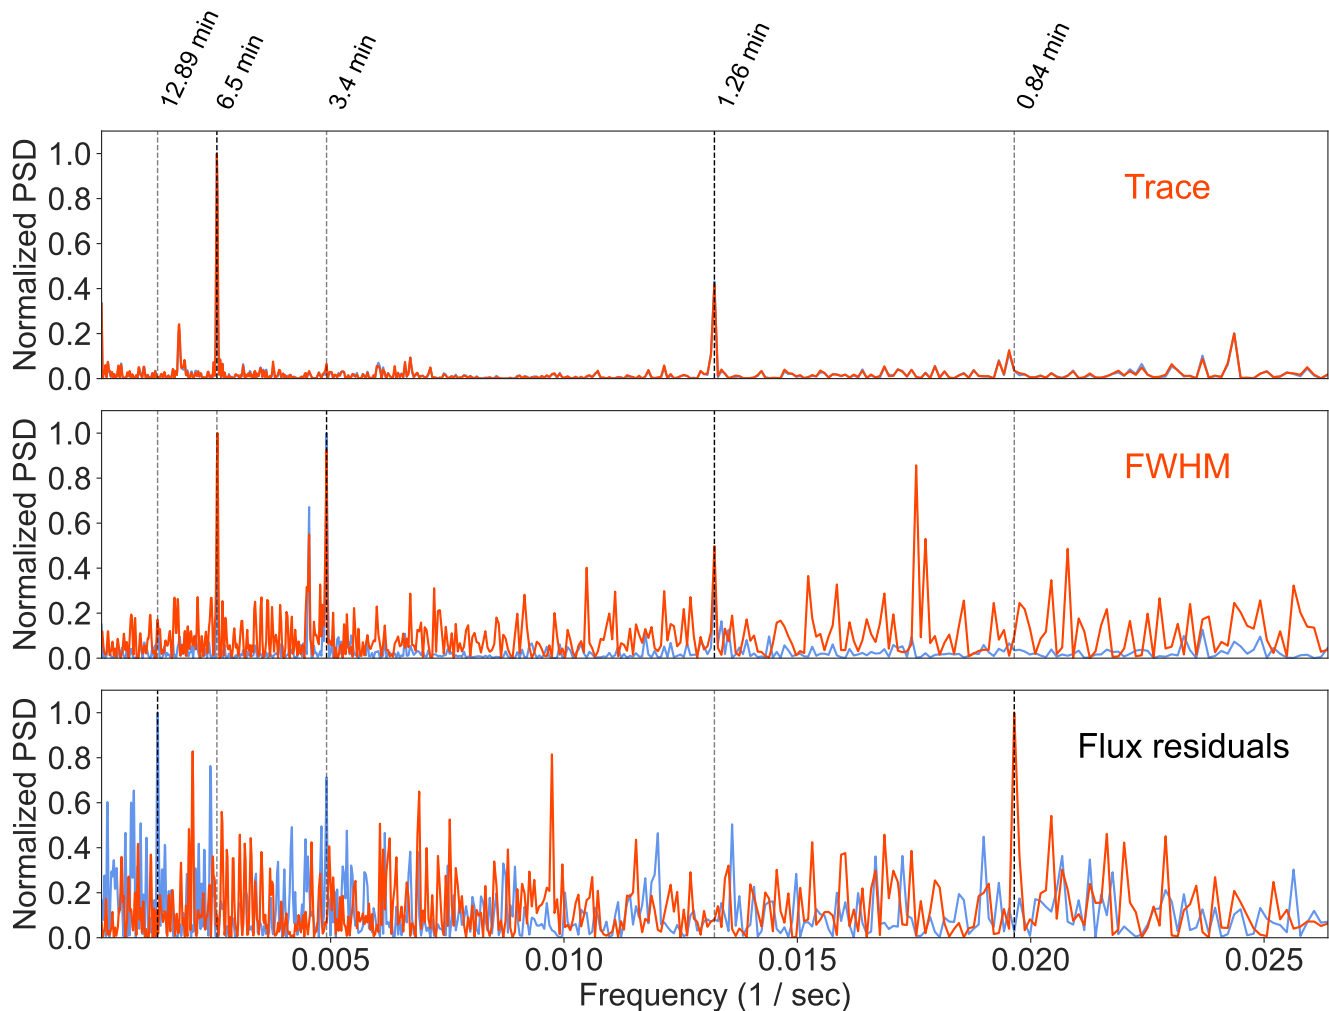 12.89 min
6.5 min
3.4 min
1.26 min
0.84 min
Normalized PSD
1.0
0.8
0.6
0.4
0.2
0.0
Trace
Normalized PSD
1.0
0.8
0.6
0.4
0.2
0.0
FWHM
Normalized PSD
1.0
0.8
0.6
0.4
0.2
0.0
Flux residuals
0.005 0.010 0.015 0.020 0.025
Frequency (1 / sec)